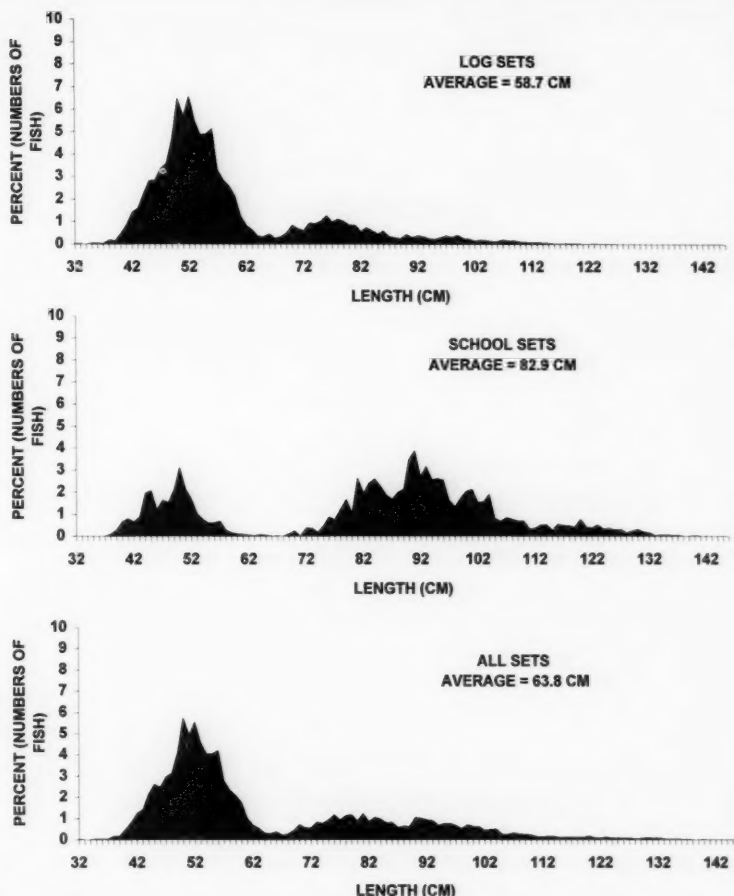 10
9
8
7
6
5
4
3
2
1
0
PERCENT (NUMBERS OF
FISH)
LOG SETS
AVERAGE = 58.7 CM
32 42 52 62 72 82 92 102 112 122 132 142
LENGTH (CM)
10
9
8
7
6
5
4
3
2
1
0
PERCENT (NUMBERS OF
FISH)
SCHOOL SETS
AVERAGE = 82.9 CM
32 42 52 62 72 82 92 102 112 122 132 142
LENGTH (CM)
10
9
8
7
6
5
4
3
2
1
0
PERCENT (NUMBERS OF
FISH)
ALL SETS
AVERAGE = 63.8 CM
32 42 52 62 72 82 92 102 112 122 132 142
LENGTH (CM)